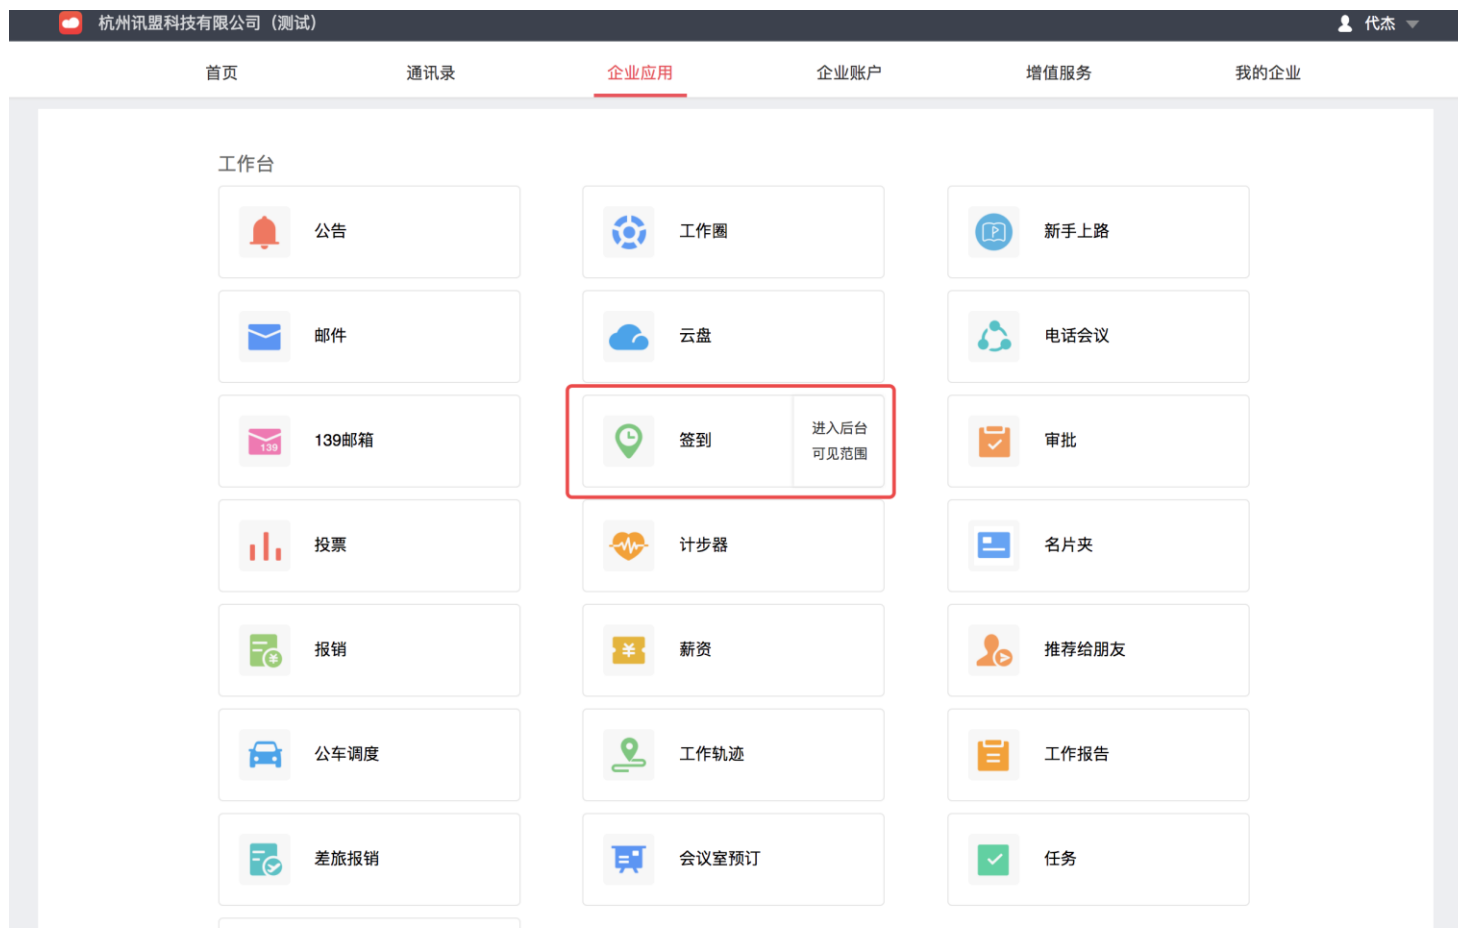 杭州讯盟科技有限公司（测试）
代杰
首页
通讯录
企业应用
企业账户
增值服务
我的企业
工作台
公告
工作圈
新手上路
邮件
云盘
电话会议
139
139邮箱
签到
进入后台
可见范围
审批
投票
计步器
名片夹
报销
薪资
推荐给朋友
公车调度
工作轨迹
工作报告
差旅报销
会议室预订
任务